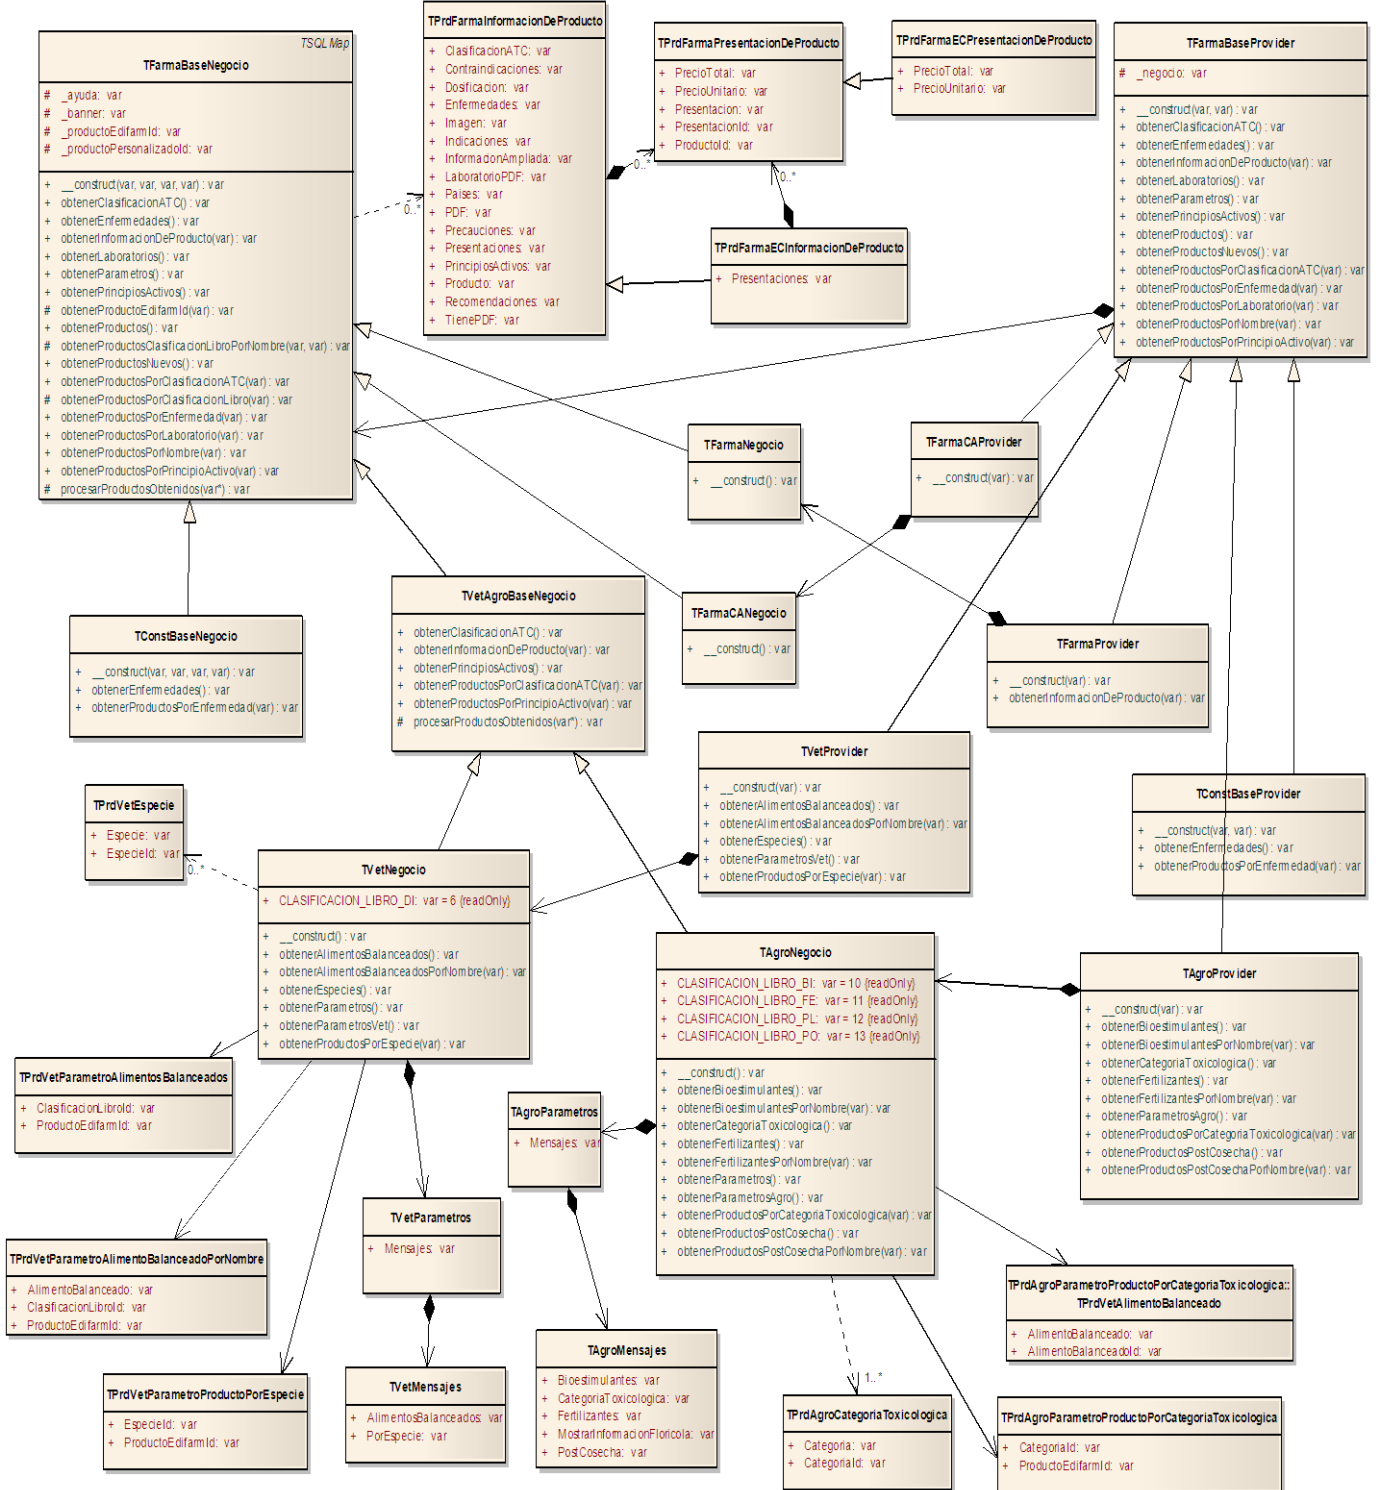 TSQLMap
TFarmaBaseNegocio
# _ayuda: var
# _banner: var
# _productoEdifarmId: var
# _productoPersonalizadoId: var
+ __construct(var, var, var, var) : var
+ obtenerClasificacionATC() : var
+ obtenerEnfermedades() : var
+ obtenerInformacionDeProducto(var) : var
+ obtenerLaboratorios() : var
+ obtenerParametros() : var
+ obtenerPrincipiosActivos() : var
# obtenerProductoEdifarmId(var) : var
+ obtenerProductos() : var
# obtenerProductosClasificacionLibroPorNombre(var, var) : var
+ obtenerProductosNuevos() : var
+ obtenerProductosPorClasificacionATC(var) : var
# obtenerProductosPorClasificacionLibro(var) : var
+ obtenerProductosPorEnfermedad(var) : var
+ obtenerProductosPorLaboratorio(var) : var
+ obtenerProductosPorNombre(var) : var
+ obtenerProductosPorPrincipioActivo(var) : var
# procesarProductosObtenidos(var*) : var
TPrdFarmaInformacionDeProducto
+ ClasificacionATC: var
+ Contraindicaciones: var
+ Dosificacion: var
+ Enfermedades: var
+ Imagen: var
+ Indicaciones: var
+ InformacionAmpliada: var
+ LaboratorioPDF: var
+ Paises: var
+ PDF: var
+ Precauciones: var
+ Presentaciones: var
+ PrincipiosActivos: var
+ Producto: var
+ Recomendaciones: var
+ TienePDF: var
0..*
TPrdFarmaPresentacionDeProducto
+ PrecioTotal: var
+ PrecioUnitario: var
+ Presentacion: var
+ PresentacionId: var
+ ProductoId: var
0..*
0..*
TPrdFarmaECPresentacionDeProducto
+ PrecioTotal: var
+ PrecioUnitario: var
TPrdFarmaECInformacionDeProducto
+ Presentaciones: var
TFarmaBaseProvider
# _negocio: var
+ __construct(var, var) : var
+ obtenerClasificacionATC() : var
+ obtenerEnfermedades() : var
+ obtenerInformacionDeProducto(var) : var
+ obtenerLaboratorios() : var
+ obtenerParametros() : var
+ obtenerPrincipiosActivos() : var
+ obtenerProductos() : var
+ obtenerProductosNuevos() : var
+ obtenerProductosPorClasificacionATC(var) : var
+ obtenerProductosPorEnfermedad(var) : var
+ obtenerProductosPorLaboratorio(var) : var
+ obtenerProductosPorNombre(var) : var
+ obtenerProductosPorPrincipioActivo(var) : var
TFarmaNegocio
+ __construct() : var
TFarmaCAProvider
+ __construct(var) : var
TConstBaseNegocio
+ __construct(var, var, var, var) : var
+ obtenerEnfermedades() : var
+ obtenerProductosPorEnfermedad(var) : var
TVetAgroBaseNegocio
+ obtenerClasificacionATC() : var
+ obtenerInformacionDeProducto(var) : var
+ obtenerPrincipiosActivos() : var
+ obtenerProductosPorClasificacionATC(var) : var
+ obtenerProductosPorPrincipioActivo(var) : var
# procesarProductosObtenidos(var*) : var
TFarmaCANegocio
+ __construct() : var
TFarmaProvider
+ __construct(var) : var
+ obtenerInformacionDeProducto(var) : var
TVetProvider
+ __construct(var) : var
+ obtenerAlimentosBalanceados() : var
+ obtenerAlimentosBalanceadosPorNombre(var) : var
+ obtenerEspecies() : var
+ obtenerParametrosVet() : var
+ obtenerProductosPorEspecie(var) : var
TConstBaseProvider
+ __construct(var, var) : var
+ obtenerEnfermedades() : var
+ obtenerProductosPorEnfermedad(var) : var
TPrdVetEspecie
+ Especie: var
+ EspecieId: var
0..*
TVetNegocio
+ CLASIFICACION_LIBRO_DI: var = 6 {readOnly}
+ __construct() : var
+ obtenerAlimentosBalanceados() : var
+ obtenerAlimentosBalanceadosPorNombre(var) : var
+ obtenerEspecies() : var
+ obtenerParametros() : var
+ obtenerParametrosVet() : var
+ obtenerProductosPorEspecie(var) : var
TAgroNegocio
+ CLASIFICACION_LIBRO_BI: var = 10 {readOnly}
+ CLASIFICACION_LIBRO_FE: var = 11 {readOnly}
+ CLASIFICACION_LIBRO_PL: var = 12 {readOnly}
+ CLASIFICACION_LIBRO_PO: var = 13 {readOnly}
+ __construct() : var
+ obtenerBioestimulantes() : var
+ obtenerBioestimulantesPorNombre(var) : var
+ obtenerCategoriaToxicologica() : var
+ obtenerFertilizantes() : var
+ obtenerFertilizantesPorNombre(var) : var
+ obtenerParametros() : var
+ obtenerParametrosAgro() : var
+ obtenerProductosPorCategoriaToxicologica(var) : var
+ obtenerProductosPostCosecha() : var
+ obtenerProductosPostCosechaPorNombre(var) : var
TAgroProvider
+ __construct(var) : var
+ obtenerBioestimulantes() : var
+ obtenerBioestimulantesPorNombre(var) : var
+ obtenerCategoriaToxicologica() : var
+ obtenerFertilizantes() : var
+ obtenerFertilizantesPorNombre(var) : var
+ obtenerParametrosAgro() : var
+ obtenerProductosPorCategoriaToxicologica(var) : var
+ obtenerProductosPostCosecha() : var
+ obtenerProductosPostCosechaPorNombre(var) : var
TPrdVetParametroAlimentosBalanceados
+ ClasificacionLibroId: var
+ ProductoEdifarmId: var
TAgroParametros
+ Mensajes: var
TVetParametros
+ Mensajes: var
TPrdVetParametroAlimentoBalanceadoPorNombre
+ AlimentoBalanceado: var
+ ClasificacionLibroId: var
+ ProductoEdifarmId: var
TPrdVetParametroProductoPorEspecie
+ EspecieId: var
+ ProductoEdifarmId: var
TVetMensajes
+ AlimentosBalanceados: var
+ PorEspecie: var
TAgroMensajes
+ Bioestimulantes: var
+ CategoriaToxicologica: var
+ Fertilizantes: var
+ MostrarInformacionFloricola: var
+ PostCosecha: var
TPrdAgroParametroProductoPorCategoriaToxicologica::
TPrdVetAlimentoBalanceado
+ AlimentoBalanceado: var
+ AlimentoBalanceadoId: var
1..*
TPrdAgroCategoriaToxicologica
+ Categoria: var
+ CategoriaId: var
TPrdAgroParametroProductoPorCategoriaToxicologica
+ CategoriaId: var
+ ProductoEdifarmId: var